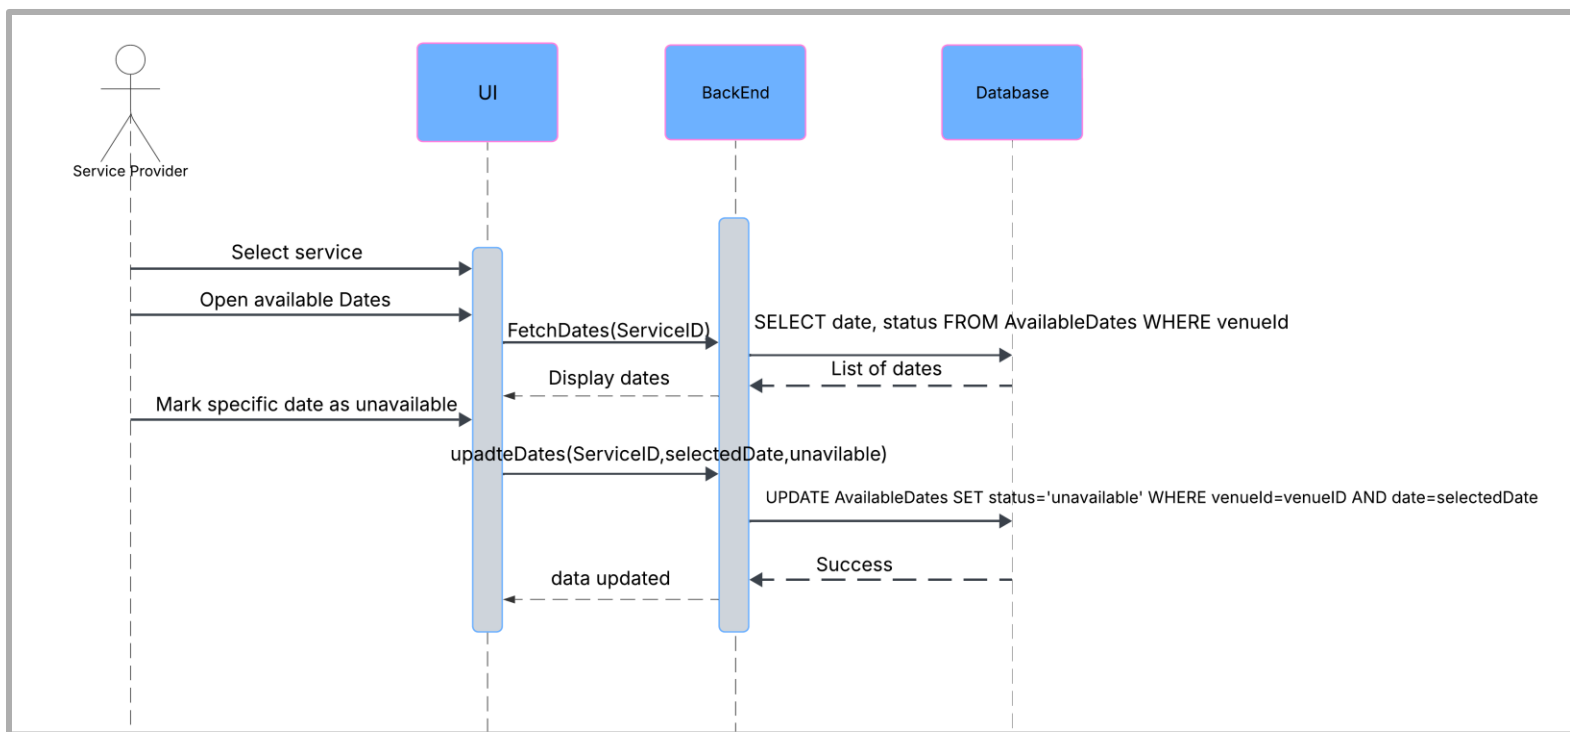 UI
BackEnd
Database
Service Provider
Select service
Open available Dates
FetchDates(ServiceID)
SELECT date, status FROM AvailableDates WHERE venueId
List of dates
Display dates
Mark specific date as unavailable
upadteDates(ServiceID,selectedDate,unavilable)
UPDATE AvailableDates SET status='unavailable' WHERE venueId=venueID AND date=selectedDate
Success
data updated